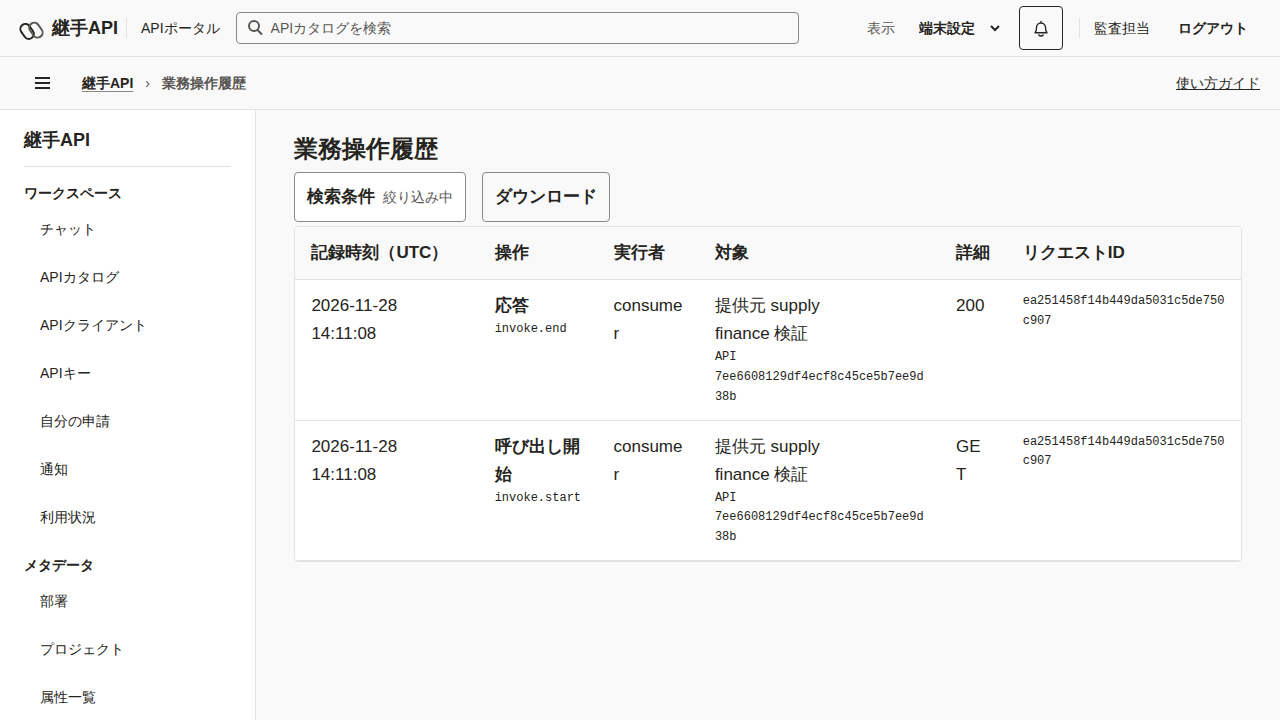 継手API APIポータル APIカタログを検索 表示 端末設定 監査担当 ログアウト
継手API › 業務操作履歴 使い方ガイド
継手API
ワークスペース
チャット
APIカタログ
APIクライアント
APIキー
自分の申請
通知
利用状況
メタデータ
部署
プロジェクト
属性一覧
業務操作履歴
検索条件 絞り込み中 ダウンロード
記録時刻（UTC） 操作 実行者 対象 詳細 リクエストID
2026-11-28 14:11:08
応答
invoke.end
consume
r
提供元 supply
finance 検証
API
7ee6608129df4ecf8c45ce5b7ee9d
38b
200
ea251458f14b449da5031c5de750
c907
2026-11-28 14:11:08
呼び出し開
始
invoke.start
consume
r
提供元 supply
finance 検証
API
7ee6608129df4ecf8c45ce5b7ee9d
38b
GE
T
ea251458f14b449da5031c5de750
c907